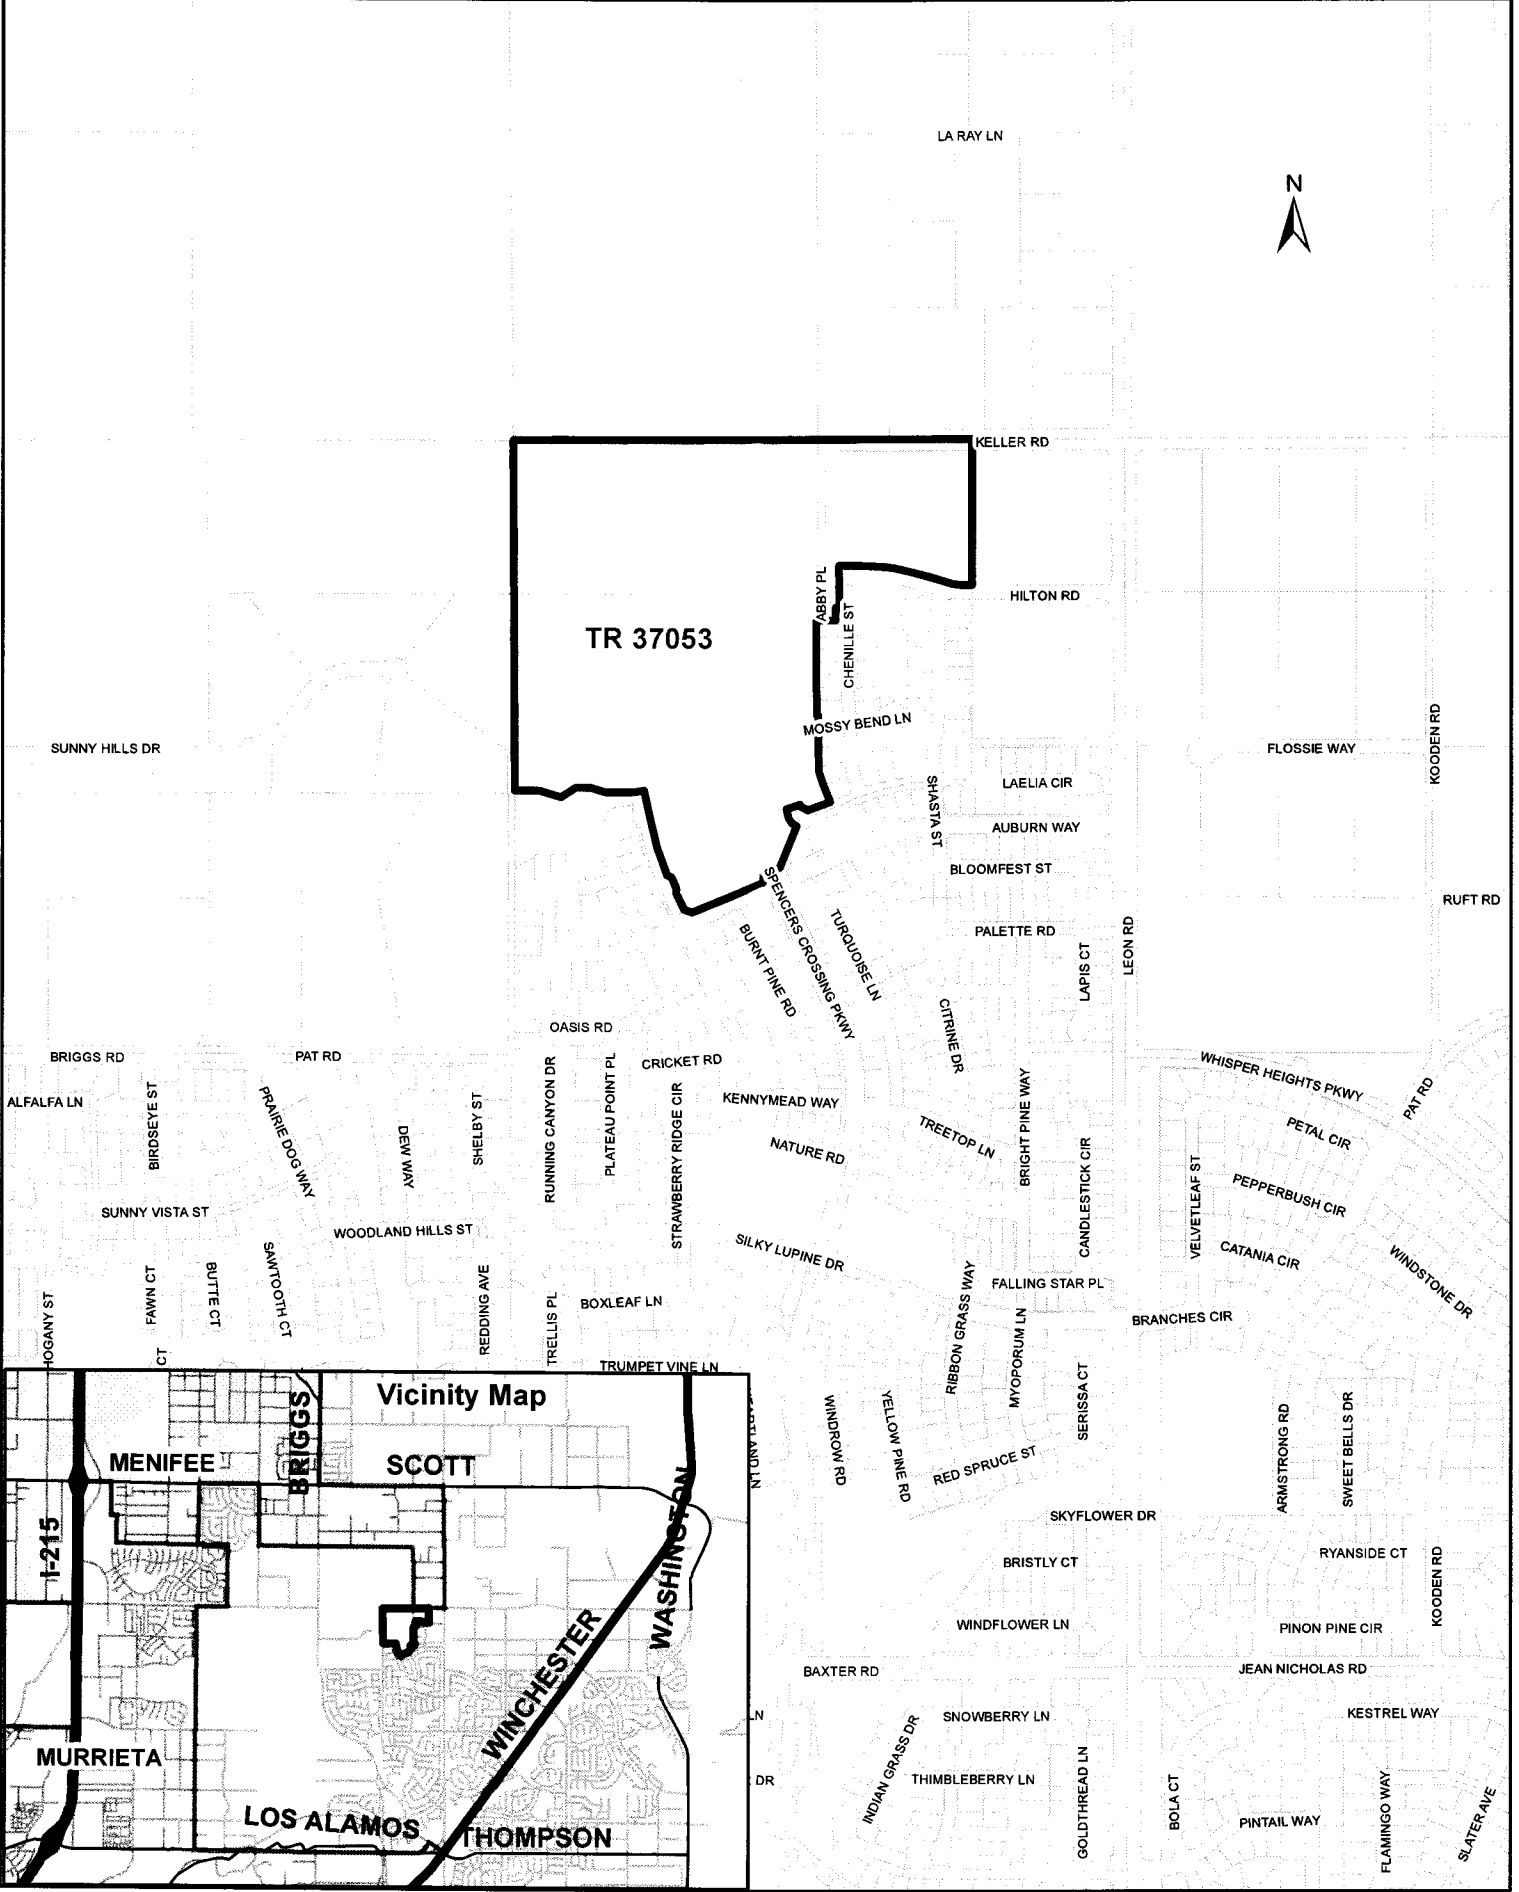 LA RAY LN
N
KELLER RD
ABBY PL
HILTON RD
CHENILLE ST
TR 37053
MOSSY BEND LN
SUNNY HILLS DR
FLOSSIE WAY
KOODEN RD
LAELIA CIR
SHASTA ST
AUBURN WAY
BLOOMFEST ST
RUFT RD
SPENCERS CROSSING PKWY
TURQUOISE LN
BURNT PINE RD
PALETTE RD
LEON RD
LAPIS CT
CITRINE DR
OASIS RD
BRIGGS RD
PAT RD
CRICKET RD
WHISPER HEIGHTS PKWY
PAT RD
ALFALFA LN
BIRDSEYE ST
PRAIRIE DOG WAY
DEW WAY
SHELBY ST
RUNNING CANYON DR
PLATEAU POINT PL
STRAWBERRY RIDGE CIR
KENNYMEAD WAY
NATURE RD
TREETOP LN
BRIGHT PINE WAY
CANDLESTICK CIR
PETAL CIR
VELVETLEAF ST
PEPPERBUSH CIR
SUNNY VISTA ST
WOODLAND HILLS ST
SILKY LUPINE DR
CATANIA CIR
WINDSTONE DR
HOGANY ST
FAWN CT
BUTTE CT
SAWTOOTH CT
REDDING AVE
TRELLIS PL
BOXLEAF LN
RIBBON GRASS WAY
FALLING STAR PL
MYOPORUM LN
BRANCHES CIR
CT
TRUMPET VINE LN
WINDROW RD
YELLOW PINE RD
SERISSA CT
ARMSTRONG RD
SWEET BELLS DR
RED SPRUCE ST
SKYFLOWER DR
BRISTLY CT
RYANSIDE CT
KOODEN RD
WINDFLOWER LN
PINON PINE CIR
BAXTER RD
JEAN NICHOLAS RD
LN
SNOWBERRY LN
KESTREL WAY
INDIAN GRASS DR
DR
THIMBLEBERRY LN
GOLDTHREAD LN
BOLA CT
PINTAIL WAY
FLAMINGO WAY
SLATER AVE
Vicinity Map
BRIGGS
MENIFEE
SCOTT
I-215
WASHINGTON
WINCHESTER
MURRIETA
LOS ALAMOS
THOMPSON